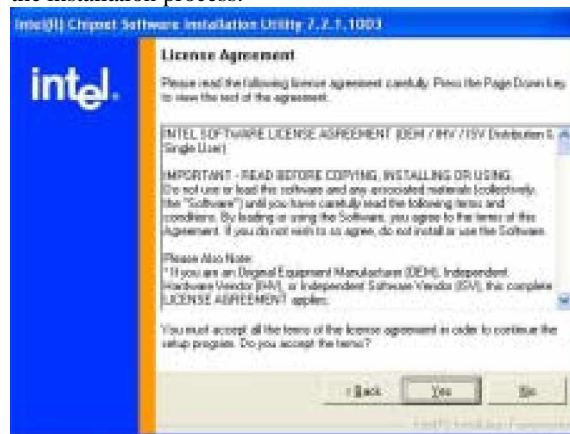 the installation process.
Intel(R) Chipset Software Installation Utility 7.2.1.1003
intel.
License Agreement
Please read the following license agreement carefully. Press the Page Down key
to view the rest of the agreement.
INTEL SOFTWARE LICENSE AGREEMENT (OEM / IHV / ISV Distribution &
Single User)
IMPORTANT - READ BEFORE COPYING, INSTALLING OR USING.
Do not use or load this software and any associated materials (collectively,
the "Software") until you have carefully read the following terms and
conditions. By loading or using the Software, you agree to the terms of this
Agreement. If you do not wish to so agree, do not install or use the Software.
Please Also Note:
* If you are an Original Equipment Manufacturer (OEM), Independent
Hardware Vendor (IHV), or Independent Software Vendor (ISV), this complete
LICENSE AGREEMENT applies;
You must accept all the terms of the license agreement in order to continue the
setup program. Do you accept the terms?
< Back
Yes
No
Intel(R) Installation Framework